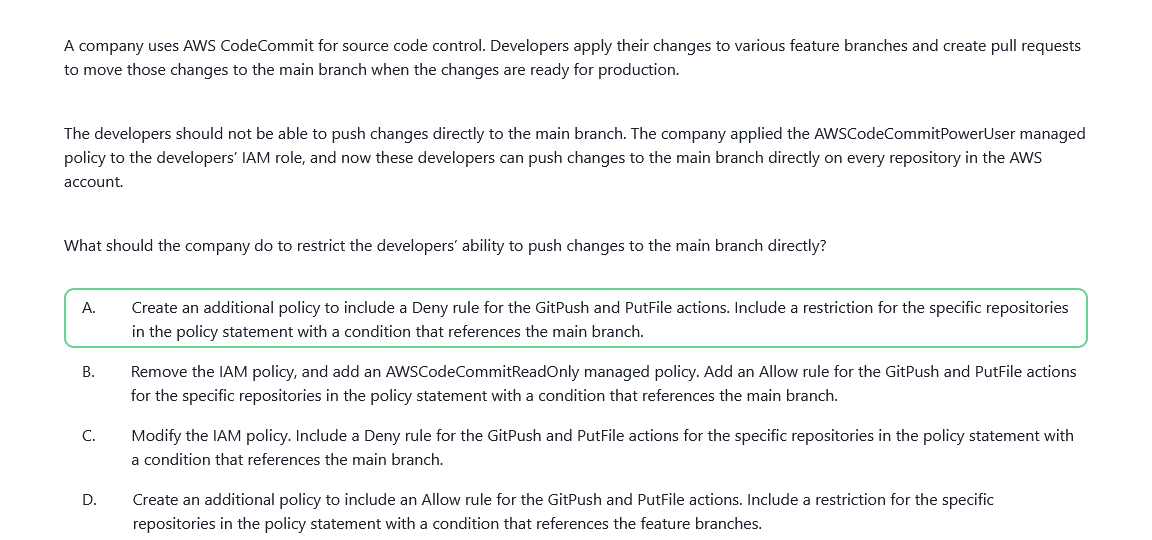 A company uses AWS CodeCommit for source code control. Developers apply their changes to various feature branches and create pull requests
to move those changes to the main branch when the changes are ready for production.
The developers should not be able to push changes directly to the main branch. The company applied the AWSCodeCommitPowerUser managed
policy to the developers’ IAM role, and now these developers can push changes to the main branch directly on every repository in the AWS
account.
What should the company do to restrict the developers’ ability to push changes to the main branch directly?
A. Create an additional policy to include a Deny rule for the GitPush and PutFile actions. Include a restriction for the specific repositories
in the policy statement with a condition that references the main branch.
B. Remove the IAM policy, and add an AWSCodeCommitReadOnly managed policy. Add an Allow rule for the GitPush and PutFile actions
for the specific repositories in the policy statement with a condition that references the main branch.
C. Modify the IAM policy. Include a Deny rule for the GitPush and PutFile actions for the specific repositories in the policy statement with
a condition that references the main branch.
D. Create an additional policy to include an Allow rule for the GitPush and PutFile actions. Include a restriction for the specific
repositories in the policy statement with a condition that references the feature branches.